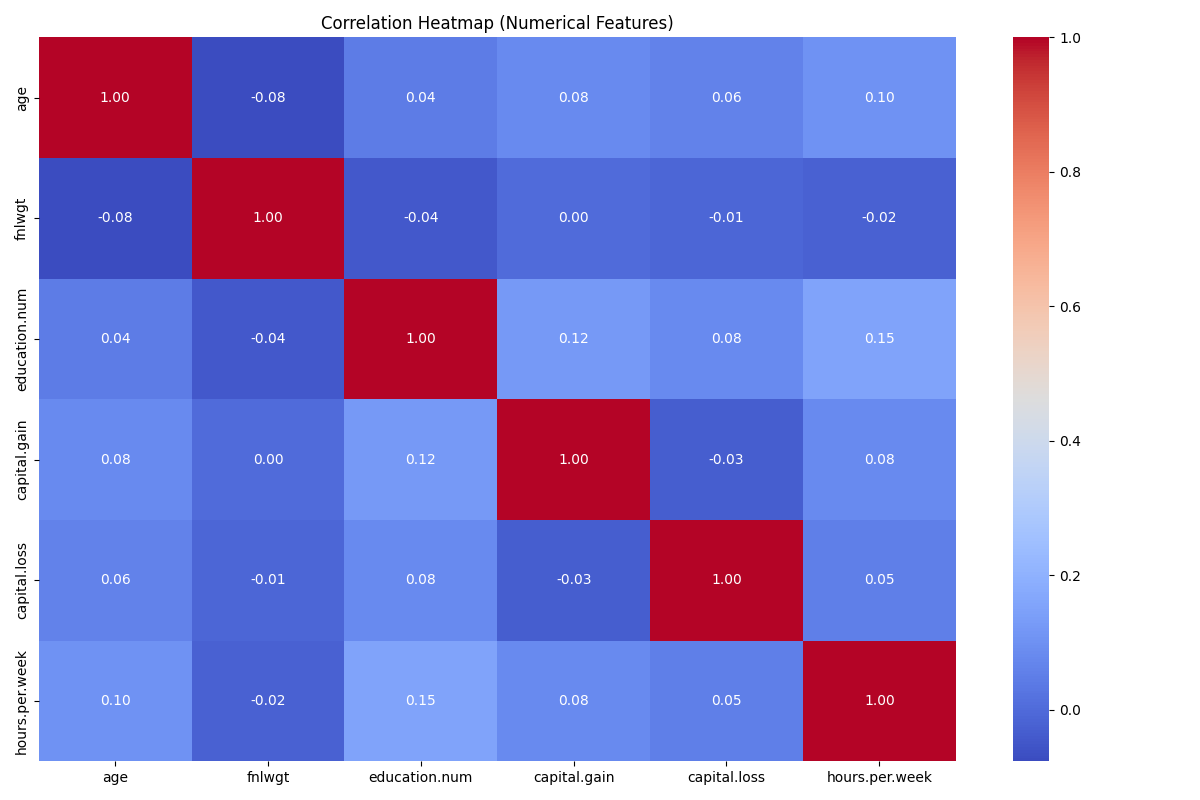 Correlation Heatmap (Numerical Features)
age 1.00 -0.08 0.04 0.08 0.06 0.10
fnlwgt -0.08 1.00 -0.04 0.00 -0.01 -0.02
education.num 0.04 -0.04 1.00 0.12 0.08 0.15
capital.gain 0.08 0.00 0.12 1.00 -0.03 0.08
capital.loss 0.06 -0.01 0.08 -0.03 1.00 0.05
hours.per.week 0.10 -0.02 0.15 0.08 0.05 1.00
age fnlwgt education.num capital.gain capital.loss hours.per.week
1.0
0.8
0.6
0.4
0.2
0.0